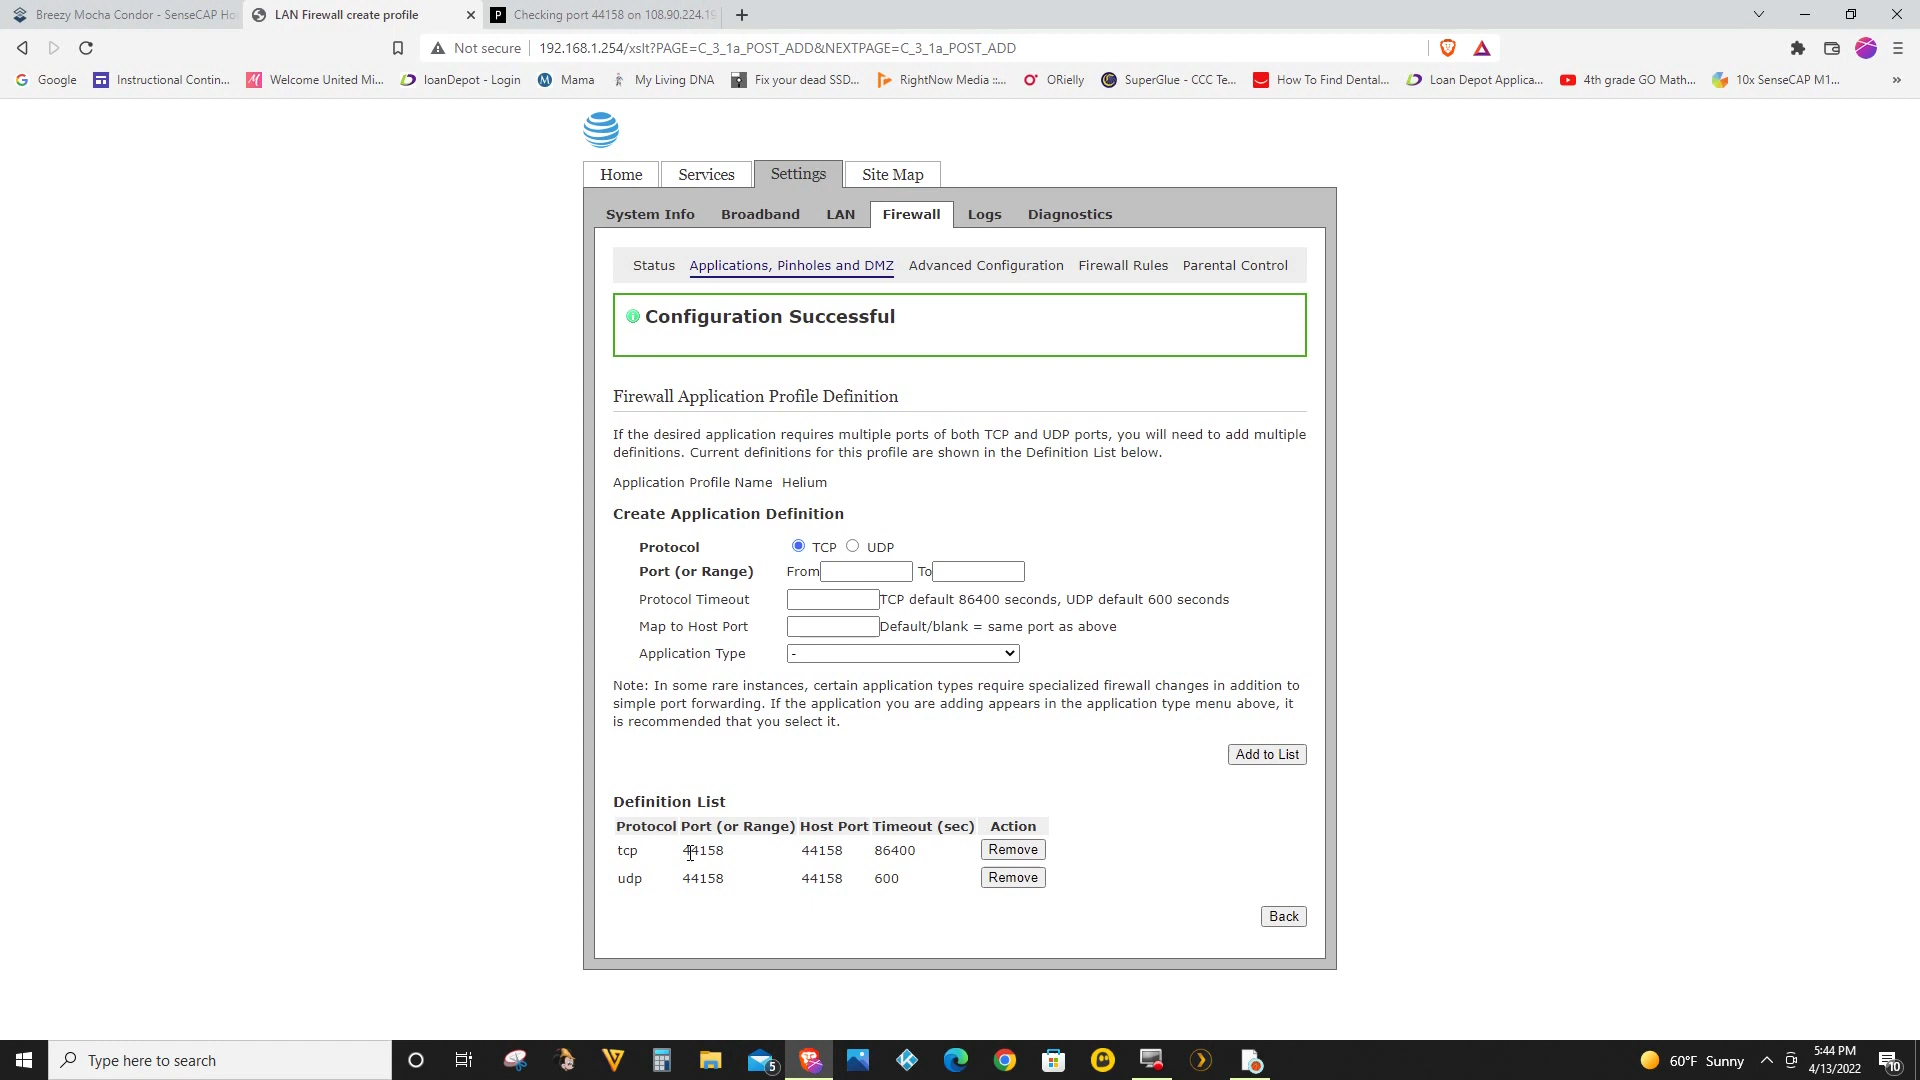 Breezy Mocha Condor - SenseCAP Ho
LAN Firewall create profile
Checking port 44158 on 108.90.224.19
Not secure
192.168.1.254/xslt?PAGE=C_3_1a_POST_ADD&NEXTPAGE=C_3_1a_POST_ADD
Google
Instructional Contin...
Welcome United Mi...
loanDepot - Login
Mama
My Living DNA
Fix your dead SSD...
RightNow Media ::...
ORielly
SuperGlue - CCC Te...
How To Find Dental...
Loan Depot Applica...
4th grade GO Math...
10x SenseCAP M1...
Home Services Settings Site Map
System Info Broadband LAN Firewall Logs Diagnostics
Status Applications, Pinholes and DMZ Advanced Configuration Firewall Rules Parental Control
Configuration Successful
Firewall Application Profile Definition
If the desired application requires multiple ports of both TCP and UDP ports, you will need to add multiple
definitions. Current definitions for this profile are shown in the Definition List below.
Application Profile Name Helium
Create Application Definition
Protocol TCP UDP
Port (or Range) From To
Protocol Timeout TCP default 86400 seconds, UDP default 600 seconds
Map to Host Port Default/blank = same port as above
Application Type -
Note: In some rare instances, certain application types require specialized firewall changes in addition to
simple port forwarding. If the application you are adding appears in the application type menu above, it
is recommended that you select it.
Add to List
Definition List
Protocol Port (or Range) Host Port Timeout (sec) Action
tcp 44158 44158 86400 Remove
udp 44158 44158 600 Remove
Back
Type here to search
5
60°F Sunny
5:44 PM
4/13/2022
10